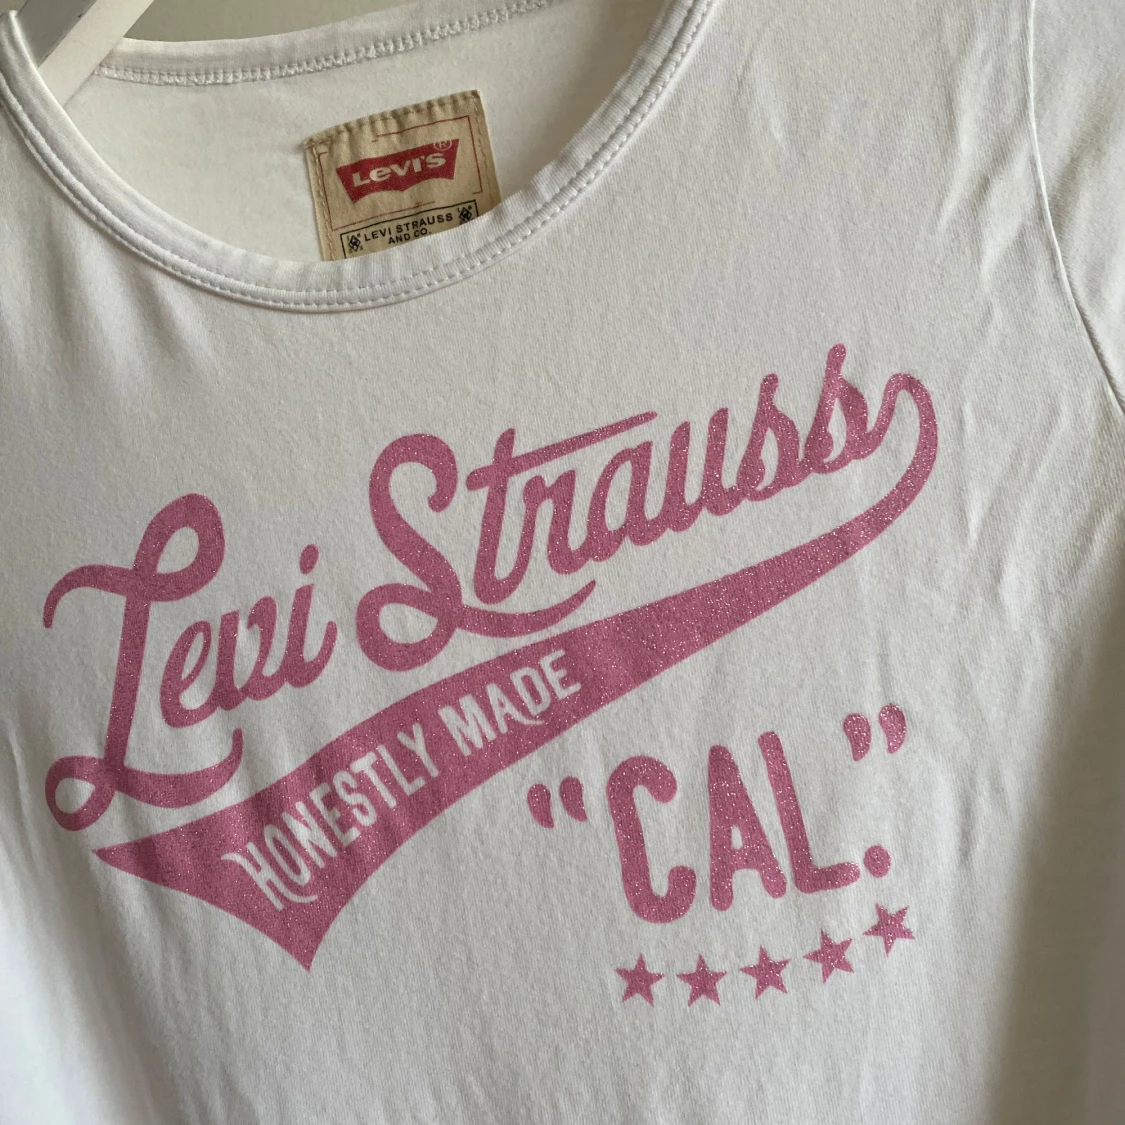 LEVI'S®
LEVI STRAUSS
AND CO.
Levi Strauss
HONESTLY MADE
"CAL."